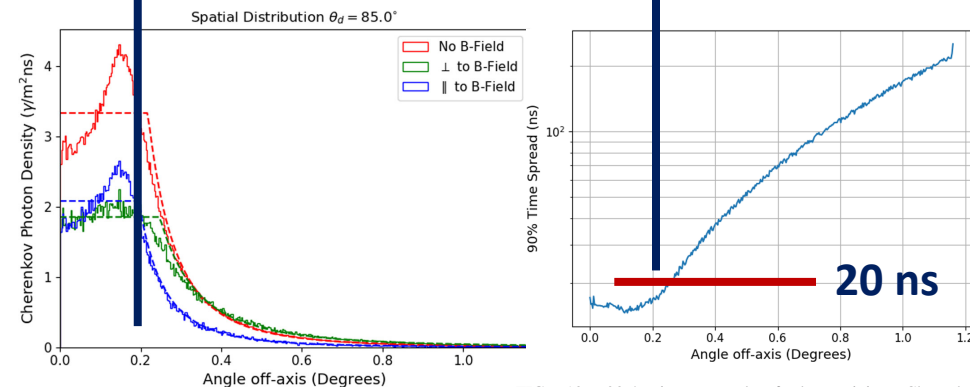 Spatial Distribution θ_d = 85.0°
Cherenkov Photon Density (γ/m²ns)
4
3
2
1
0
No B-Field
⊥ to B-Field
∥ to B-Field
0.0 0.2 0.4 0.6 0.8 1.0
Angle off-axis (Degrees)
90% Time Spread (ns)
10²
20 ns
0.0 0.2 0.4 0.6 0.8 1.0 1.2
Angle off-axis (Degrees)